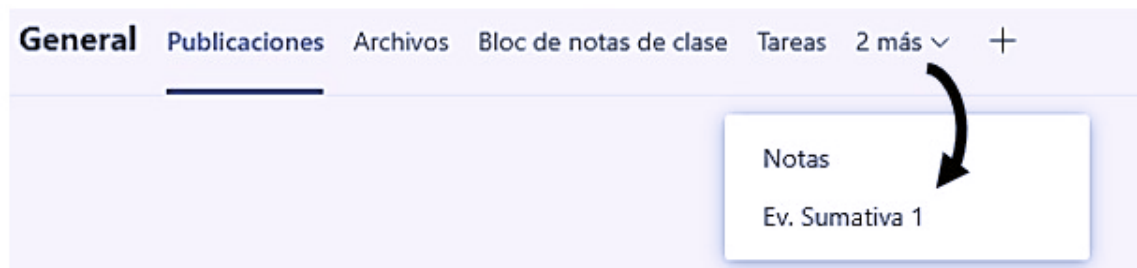 General Publicaciones Archivos Bloc de notas de clase Tareas 2 más
Notas
Ev. Sumativa 1